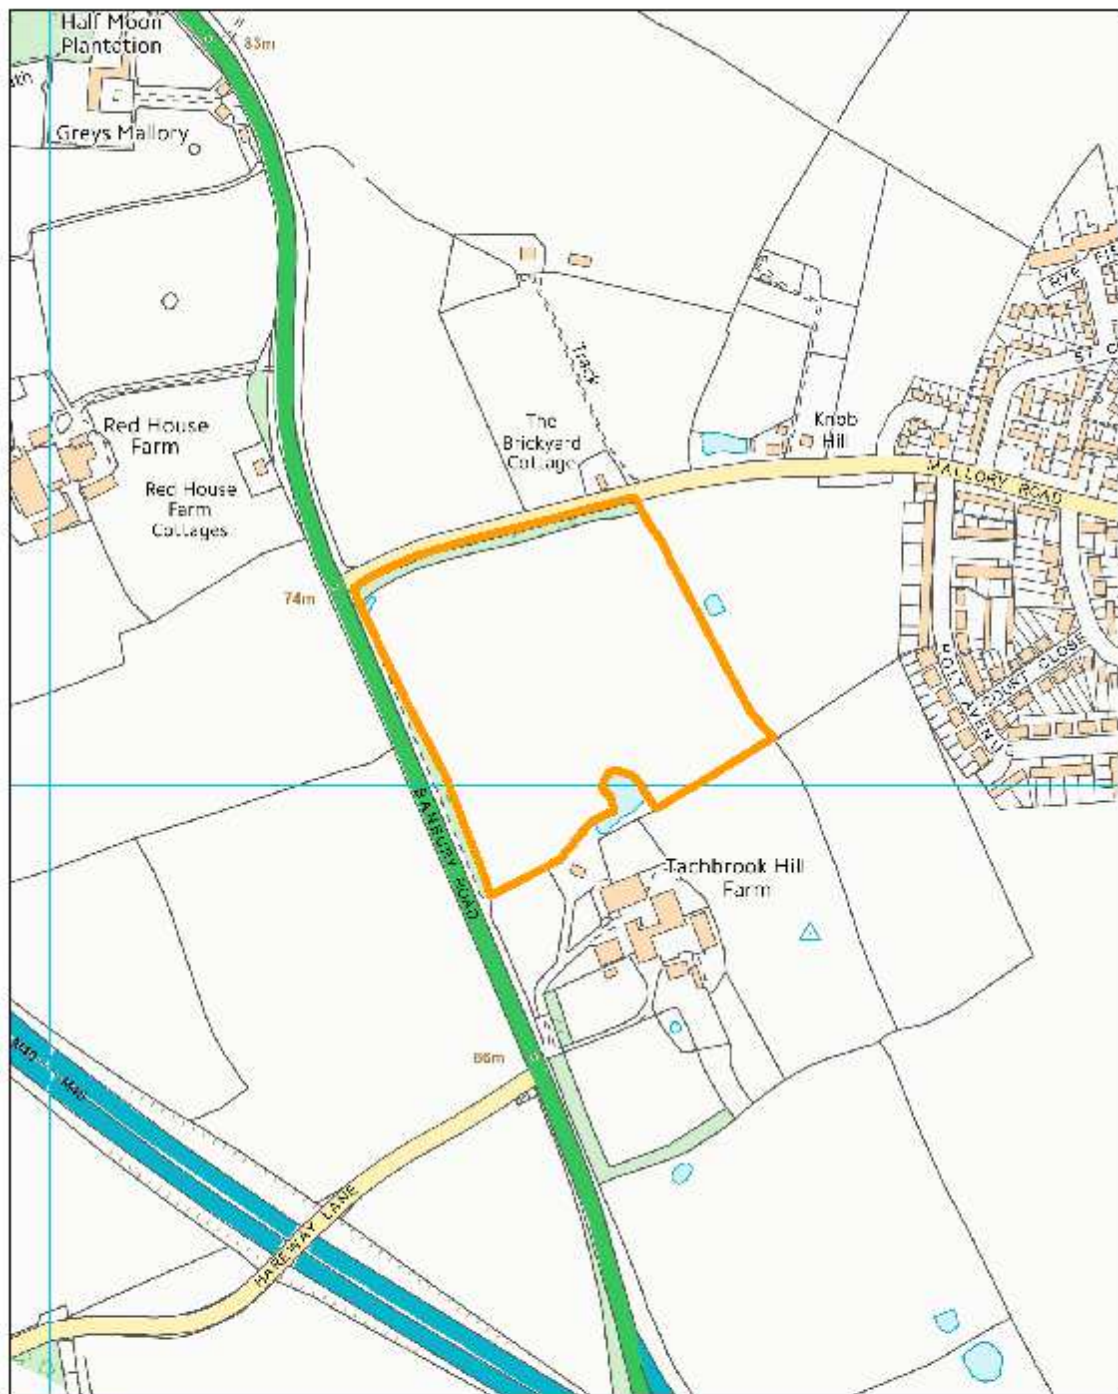 Half Moon
Plantation
83m
Greys Mallory
Track
Red House
Farm
The
Brickyard
Cottage
Knob
Hill
Red House
Farm
Cottages
MALLORY ROAD
74m
HOLT AVENUE
COURT CLOSE
BANBURY ROAD
Tachbrook Hill
Farm
86m
M40
M40
HAREWAY LANE